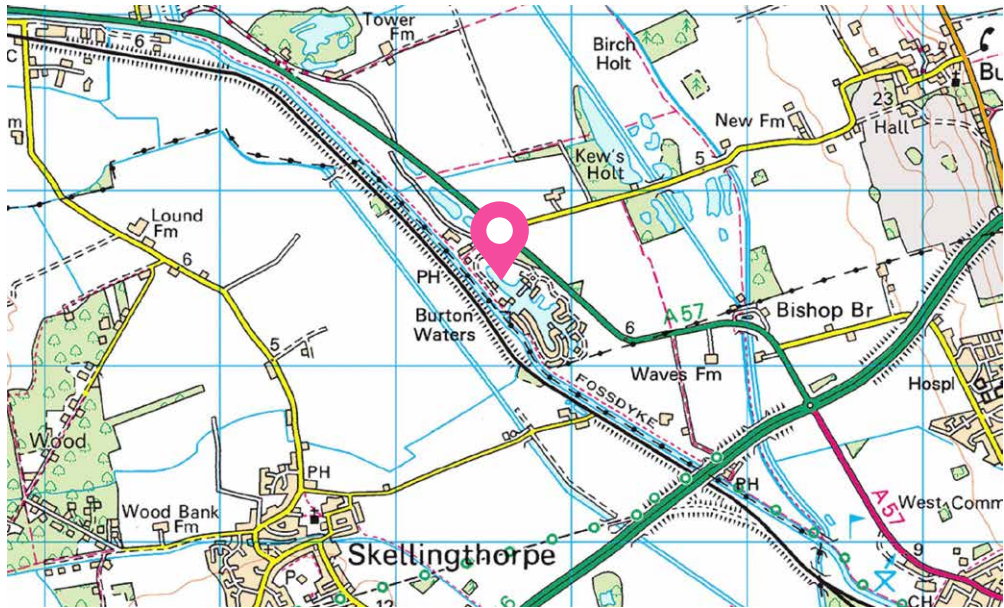 6
Tower
Fm
C
m
Birch
Holt
Bu
23
Hall
New Fm
Kew's
Holt
5
Lound
Fm
6
PH
Burton
Waters
A 57
6
Bishop Br
Waves Fm
Hospl
5
FOSSDYKE
Wood
PH
PH
A 57
West Comm
Wood Bank
Fm
Skellingthorpe
9
P
12
6
CH